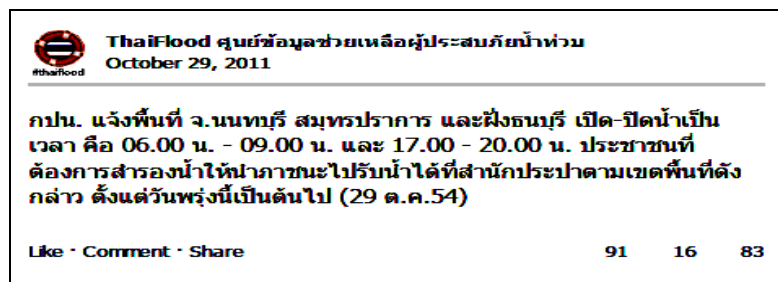 ThaiFlood ศูนย์ข้อมูลช่วยเหลือผู้ประสบภัยน้ำท่วม
October 29, 2011
#thaiflood
กปน. แจ้งพื้นที่ จ.นนทบุรี สมุทรปราการ และฝั่งธนบุรี เปิด-ปิดน้ำเป็น
เวลา คือ 06.00 น. - 09.00 น. และ 17.00 - 20.00 น. ประชาชนที่
ต้องการสำรองน้ำให้นำภาชนะไปรับน้ำได้ที่สำนักประปาตามเขตพื้นที่ดัง
กล่าว ตั้งแต่วันพรุ่งนี้เป็นต้นไป (29 ต.ค.54)
Like · Comment · Share 91 16 83